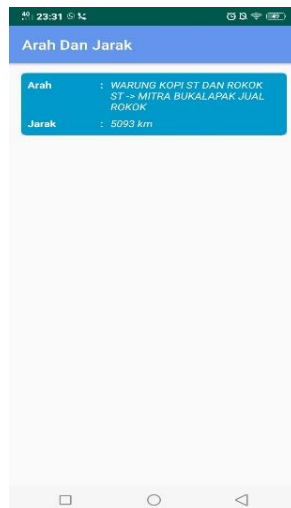 4G 23:31
Arah Dan Jarak
Arah : WARUNG KOPI ST DAN ROKOK
ST -> MITRA BUKALAPAK JUAL
ROKOK
Jarak : 5093 km